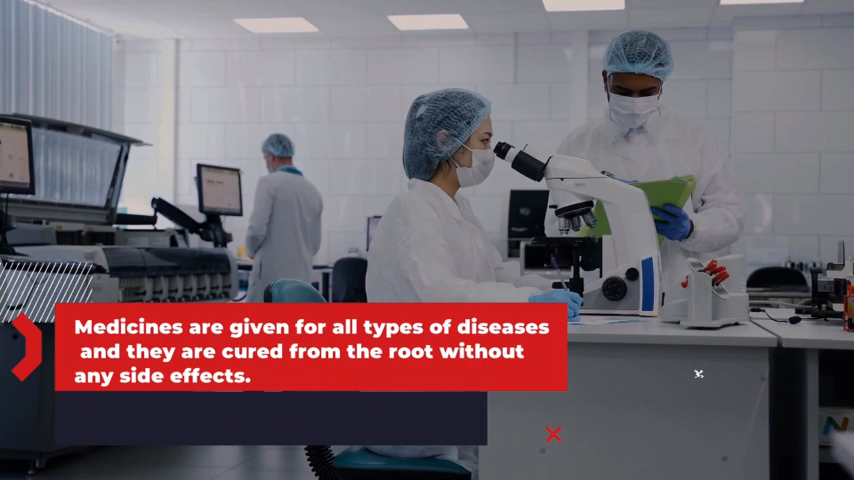 Medicines are given for all types of diseases
and they are cured from the root without
any side effects.